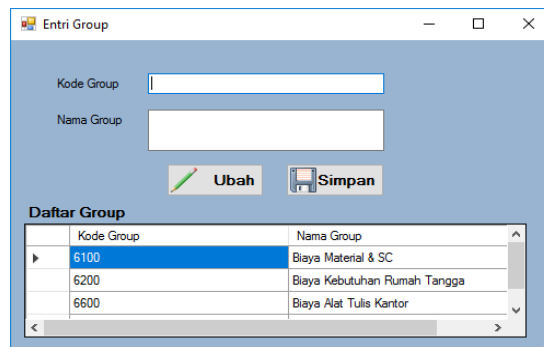 Entri Group
Kode Group
Nama Group
Ubah Simpan
Daftar Group
Kode Group Nama Group
6100 Biaya Material & SC
6200 Biaya Kebutuhan Rumah Tangga
6600 Biaya Alat Tulis Kantor